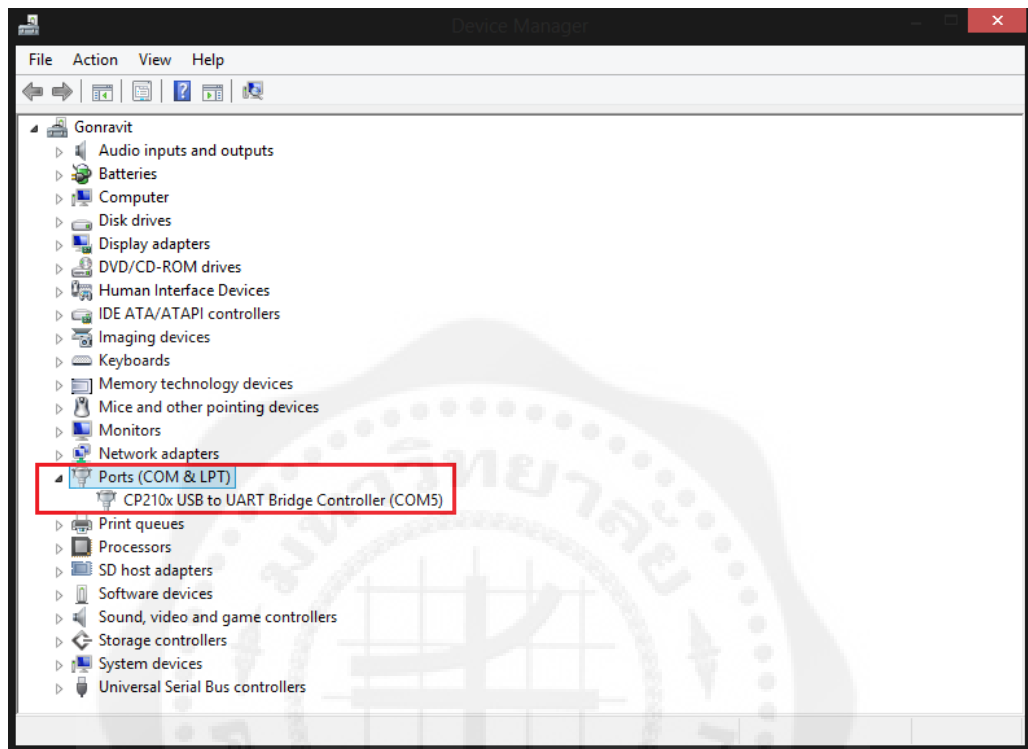 Device Manager
File Action View Help
Gonravit
Audio inputs and outputs
Batteries
Computer
Disk drives
Display adapters
DVD/CD-ROM drives
Human Interface Devices
IDE ATA/ATAPI controllers
Imaging devices
Keyboards
Memory technology devices
Mice and other pointing devices
Monitors
Network adapters
Ports (COM & LPT)
CP210x USB to UART Bridge Controller (COM5)
Print queues
Processors
SD host adapters
Software devices
Sound, video and game controllers
Storage controllers
System devices
Universal Serial Bus controllers